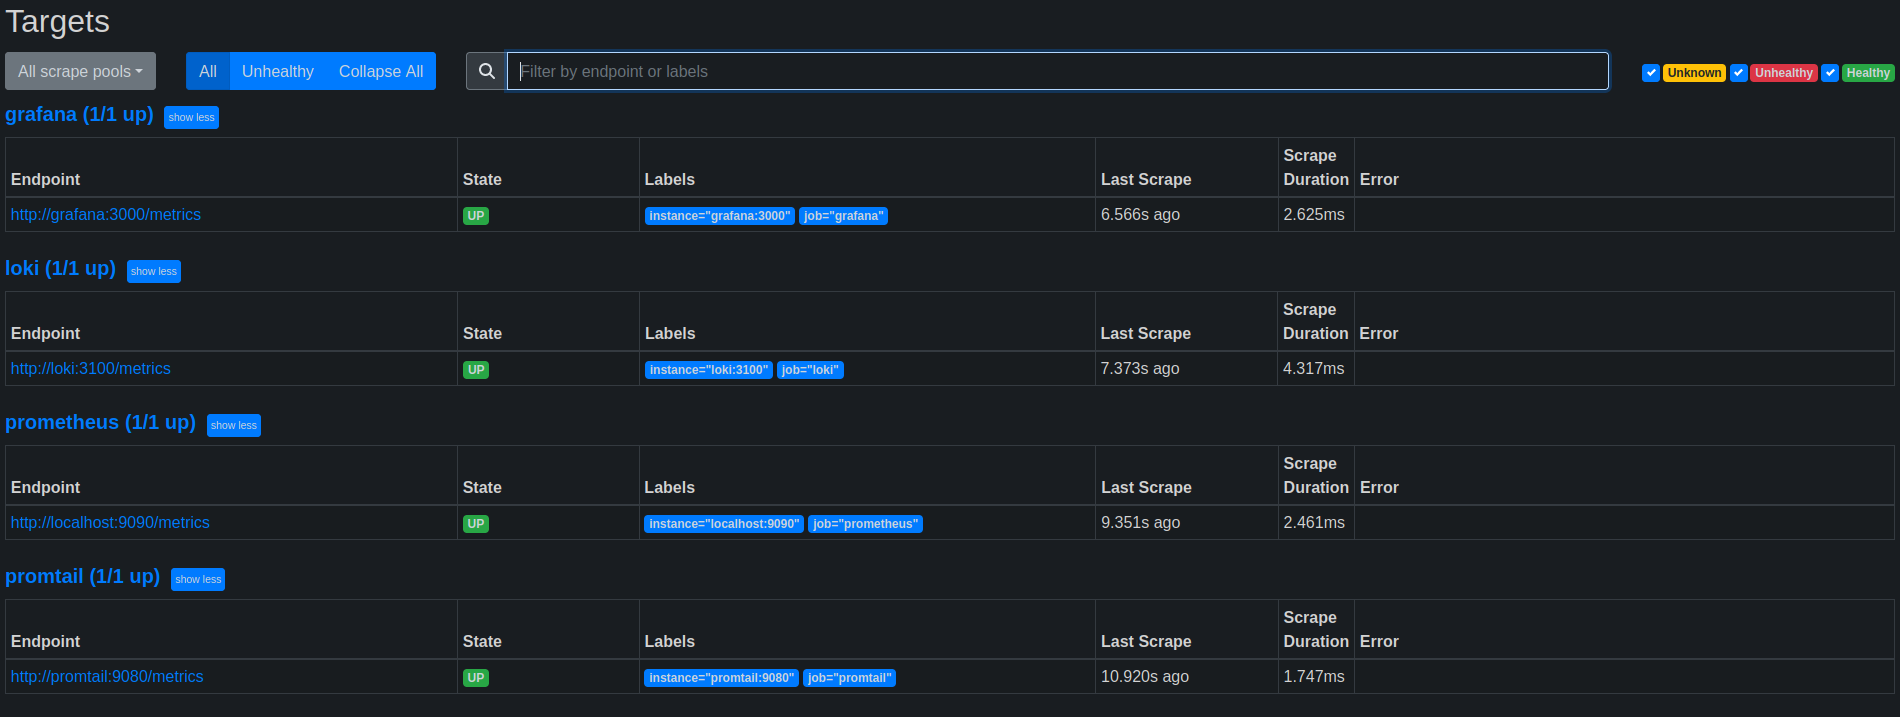 Targets
All scrape pools All Unhealthy Collapse All Filter by endpoint or labels Unknown Unhealthy Healthy
grafana (1/1 up) show less
Endpoint State Labels Last Scrape Scrape Duration Error
http://grafana:3000/metrics UP instance="grafana:3000" job="grafana" 6.566s ago 2.625ms
loki (1/1 up) show less
Endpoint State Labels Last Scrape Scrape Duration Error
http://loki:3100/metrics UP instance="loki:3100" job="loki" 7.373s ago 4.317ms
prometheus (1/1 up) show less
Endpoint State Labels Last Scrape Scrape Duration Error
http://localhost:9090/metrics UP instance="localhost:9090" job="prometheus" 9.351s ago 2.461ms
promtail (1/1 up) show less
Endpoint State Labels Last Scrape Scrape Duration Error
http://promtail:9080/metrics UP instance="promtail:9080" job="promtail" 10.920s ago 1.747ms